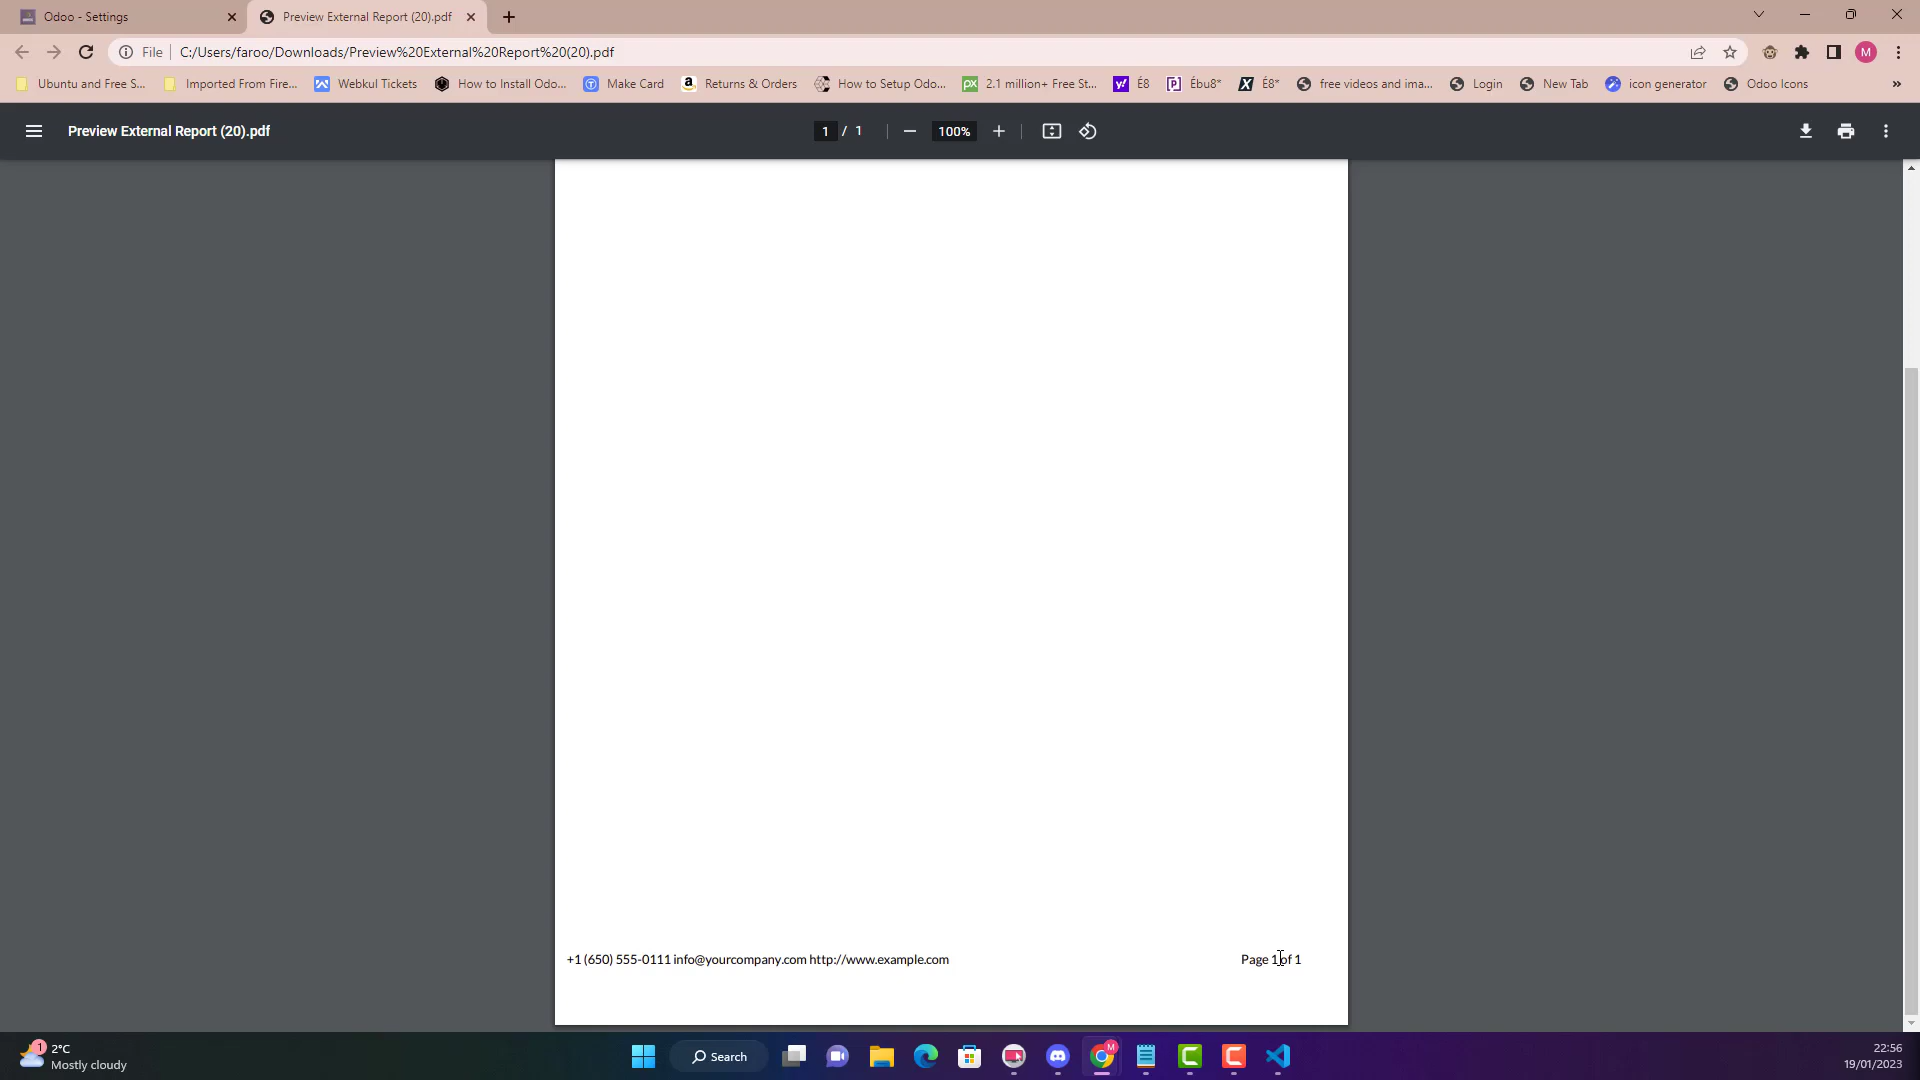 Odoo - Settings
Preview External Report (20).pdf
File
C:/Users/faroo/Downloads/Preview%20External%20Report%20(20).pdf
M
Ubuntu and Free S...
Imported From Fire...
Webkul Tickets
How to Install Odo...
Make Card
Returns & Orders
How to Setup Odo...
2.1 million+ Free St...
É8
Ébu8*
É8*
free videos and ima...
Login
New Tab
icon generator
Odoo Icons
»
Preview External Report (20).pdf
1 / 1
100%
+1 (650) 555-0111 info@yourcompany.com http://www.example.com
Page 1 of 1
1
2°C
Mostly cloudy
Search
M
22:56
19/01/2023